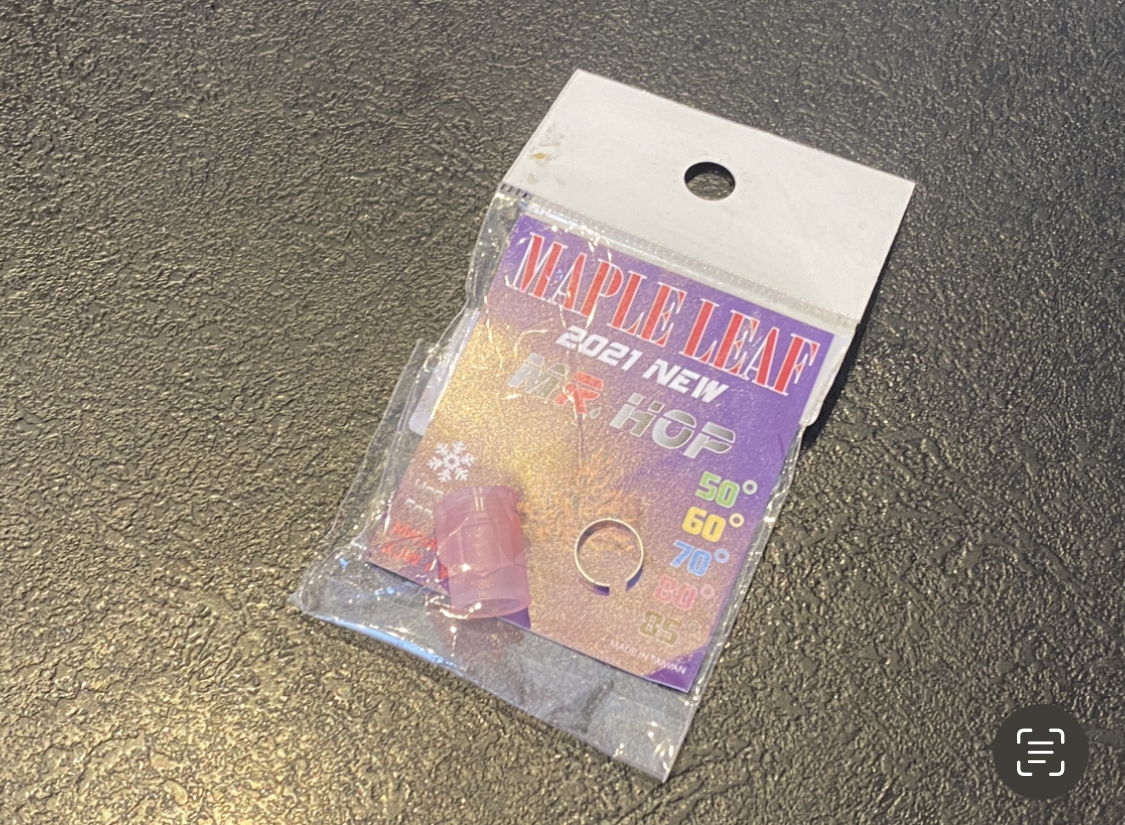 MAPLE LEAF
2021 NEW
MR. HOP
50°
60°
70°
80°
85°
MADE IN TAIWAN